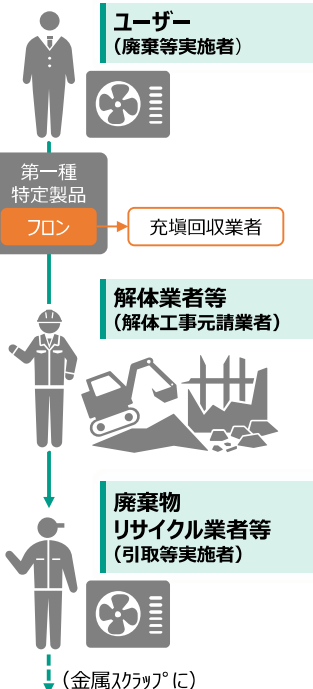 ユーザー
（廃棄等実施者）
第一種
特定製品
フロン
充塡回収業者
解体業者等
（解体工事元請業者）
廃棄物
リサイクル業者等
（引取等実施者）
（金属ｽｸﾗｯﾌﾟに）